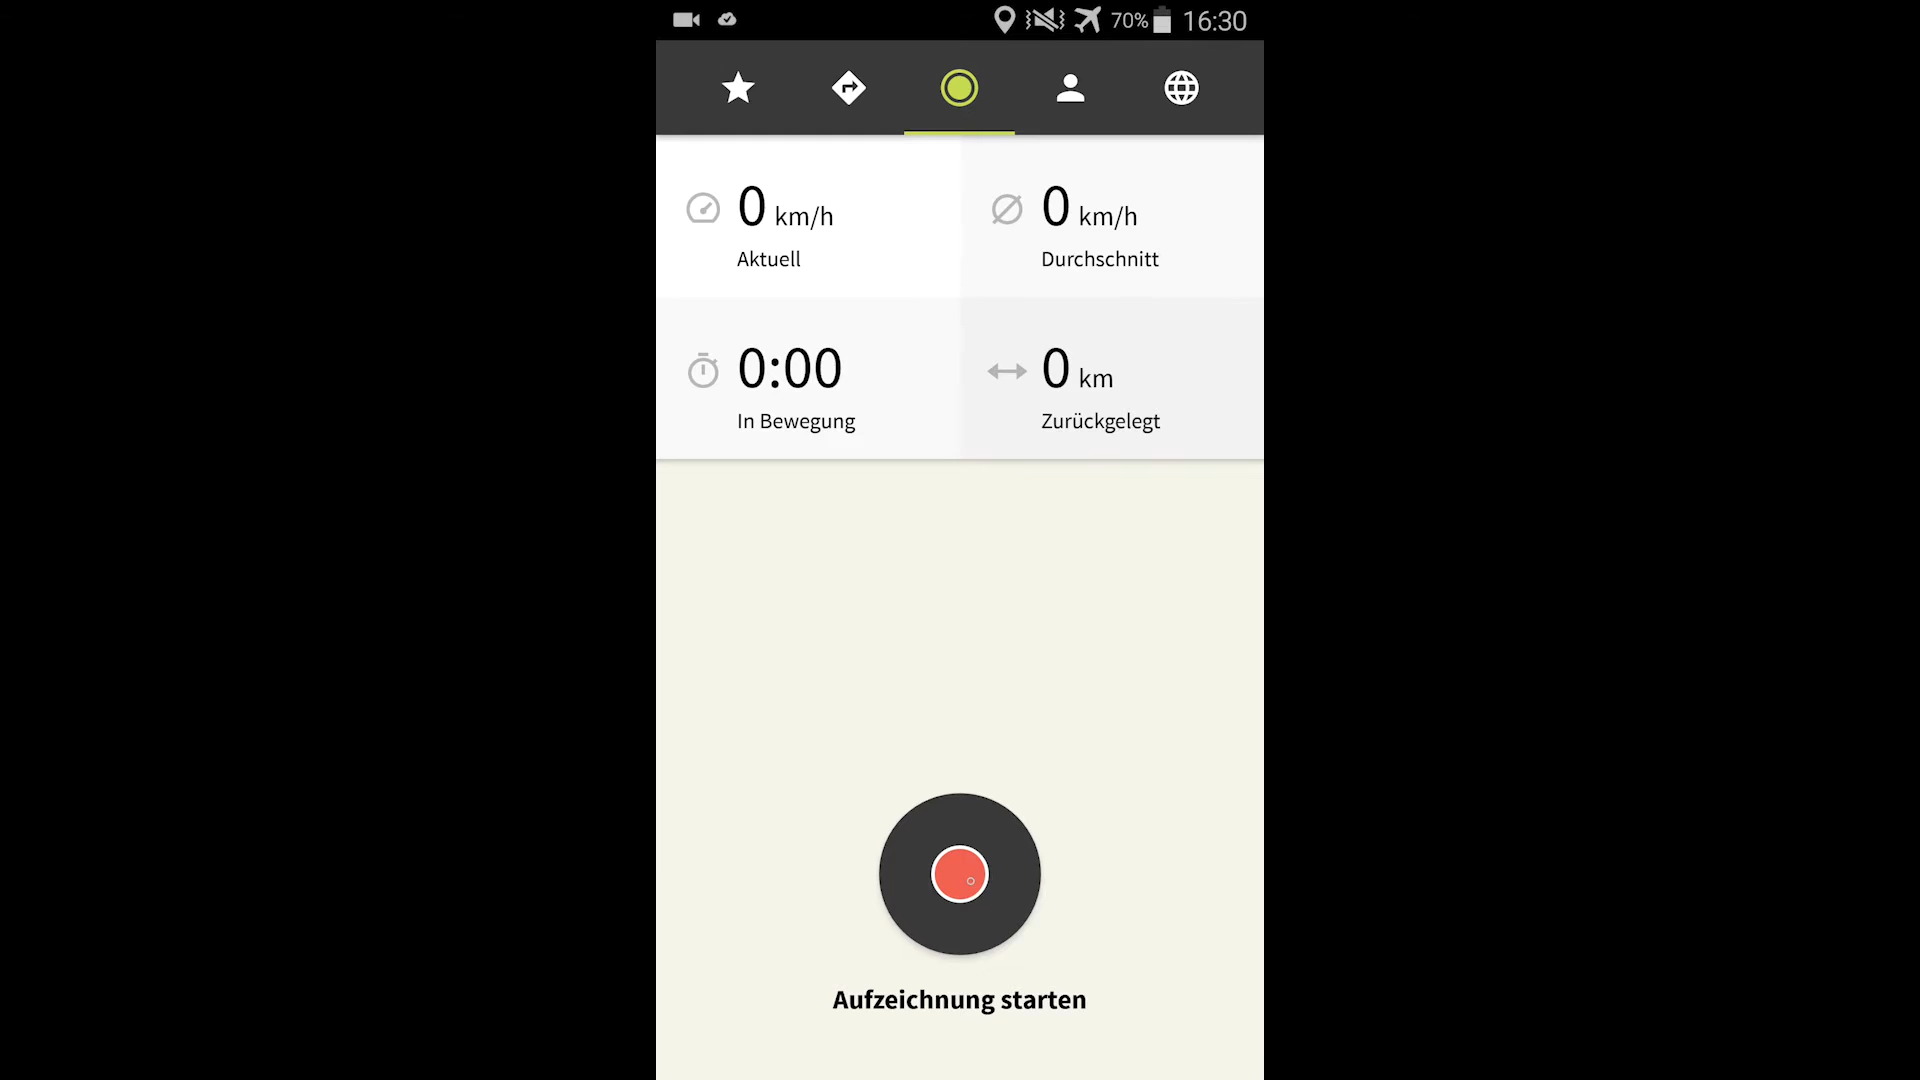 70% 16:30
0 km/h
Aktuell
0 km/h
Durchschnitt
0:00
In Bewegung
0 km
Zurückgelegt
Aufzeichnung starten